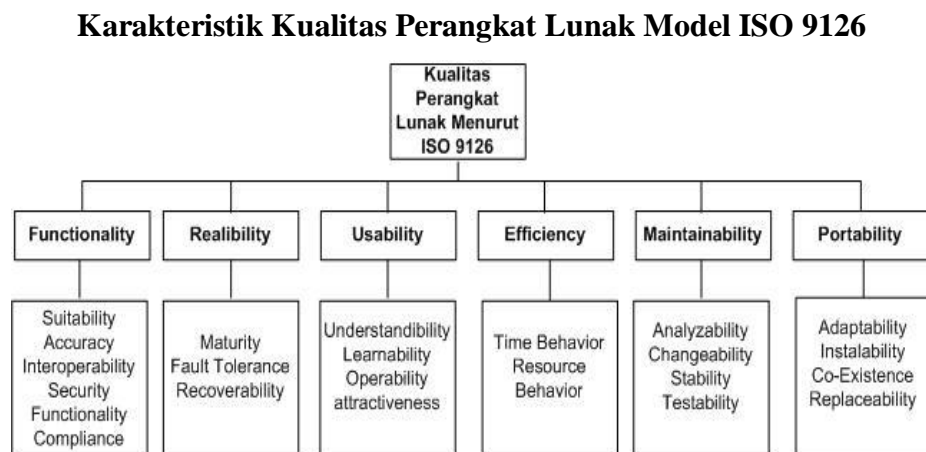 Karakteristik Kualitas Perangkat Lunak Model ISO 9126
Kualitas
Perangkat
Lunak Menurut
ISO 9126
Functionality
Realibility
Usability
Efficiency
Maintainability
Portability
Suitability
Accuracy
Interoperability
Security
Functionality
Compliance
Maturity
Fault Tolerance
Recoverability
Understandibility
Learnability
Operability
attractiveness
Time Behavior
Resource
Behavior
Analyzability
Changeability
Stability
Testability
Adaptability
Instalability
Co-Existence
Replaceability